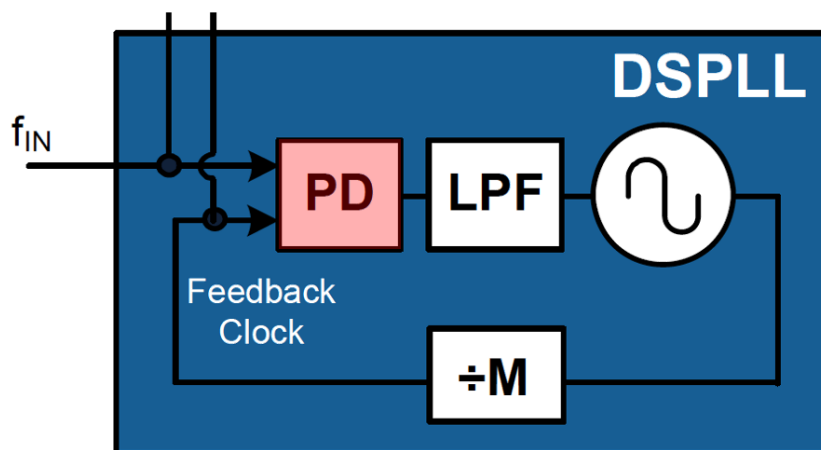 DSPLL
fIN
PD
LPF
Feedback
Clock
÷M